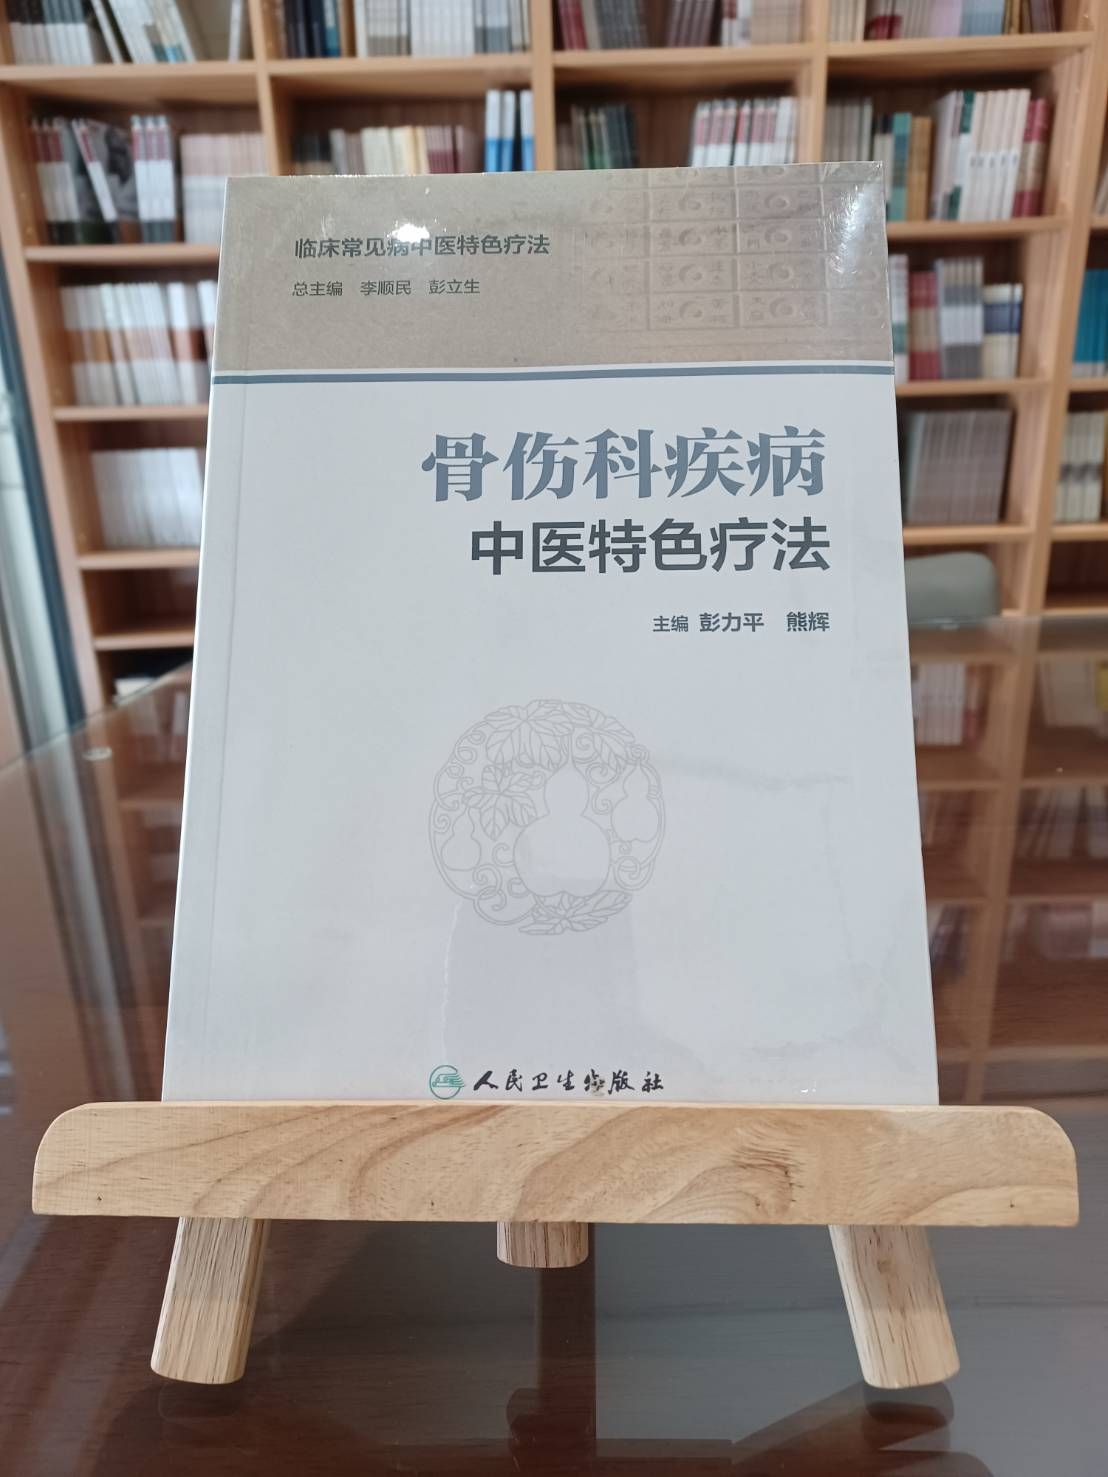 临床常见病中医特色疗法
总主编 李顺民 彭立生
骨伤科疾病
中医特色疗法
主编 彭力平 熊辉
人民卫生出版社